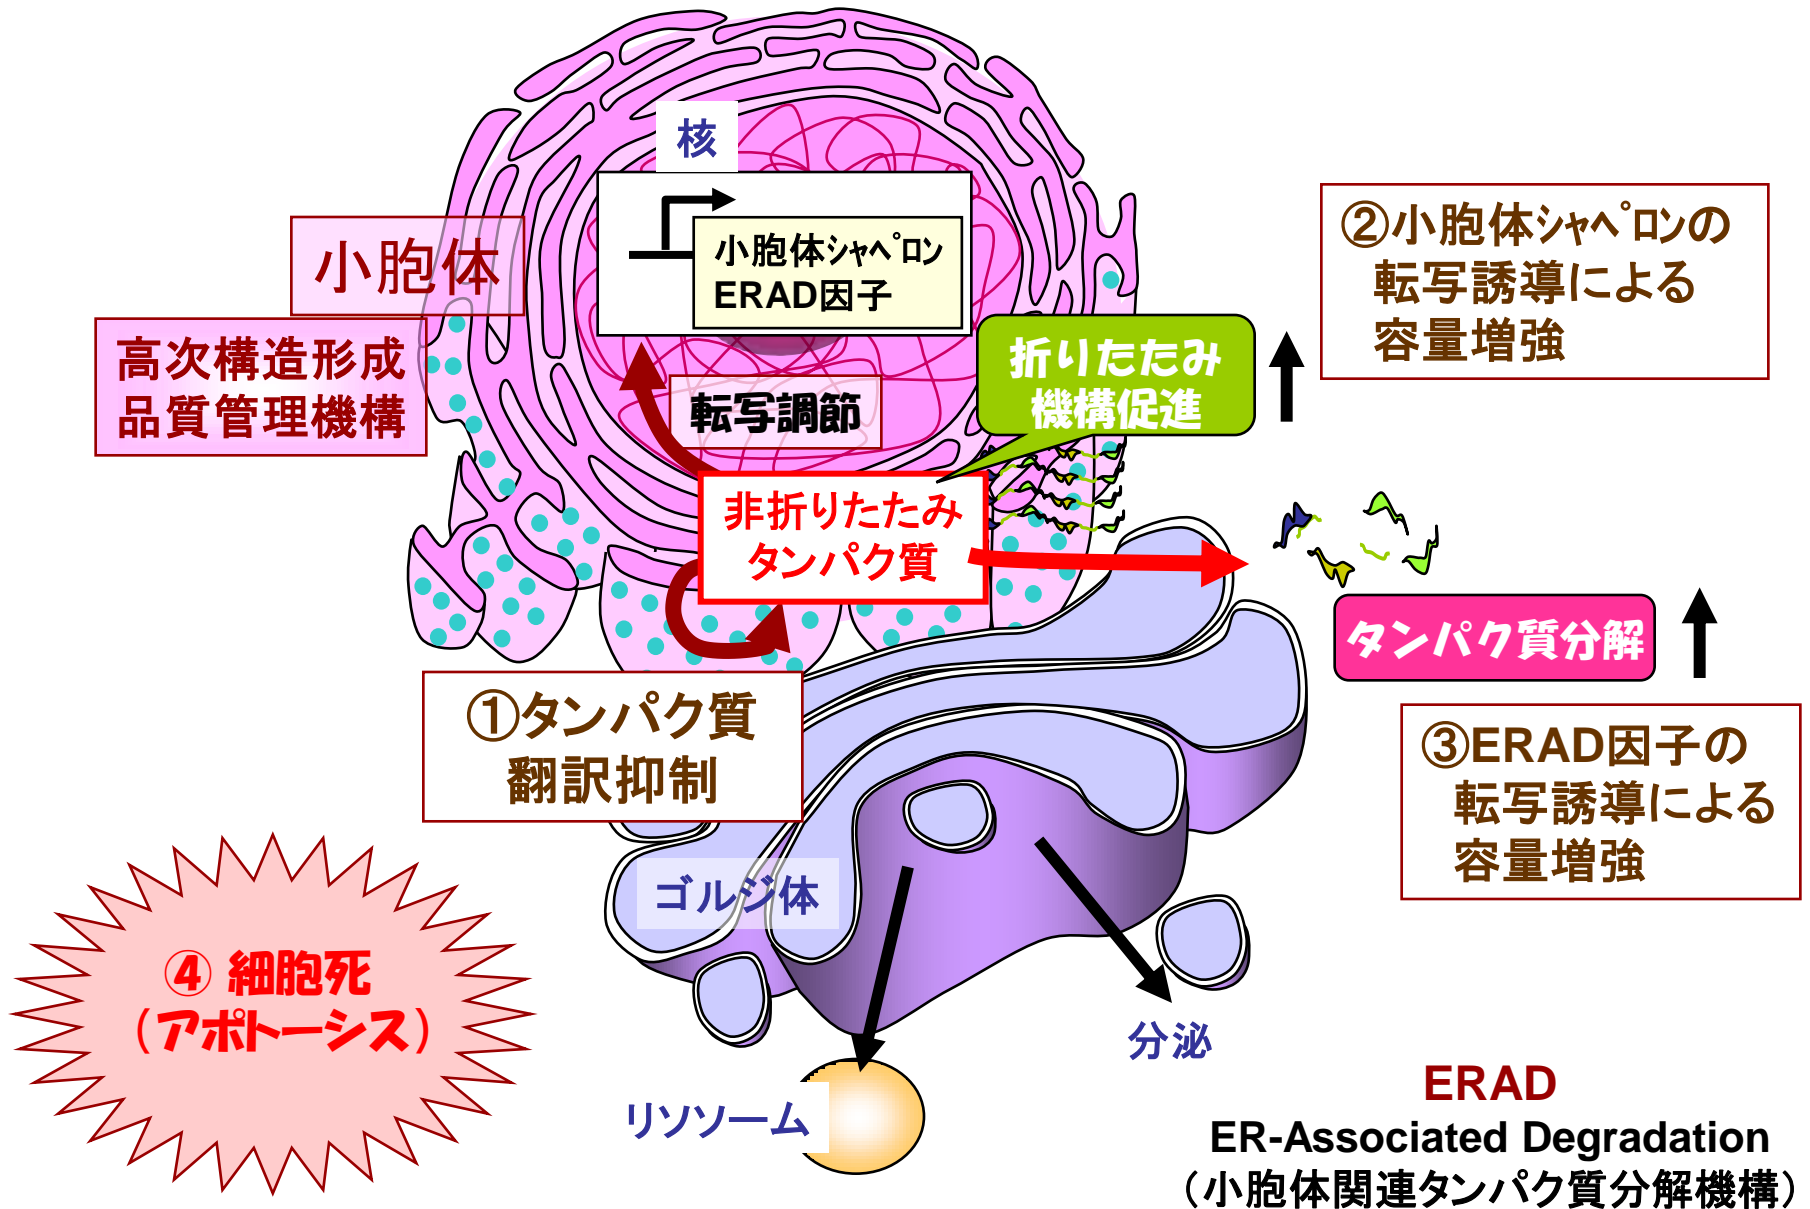 核
小胞体シャペロン
ERAD因子
小胞体
高次構造形成
品質管理機構
転写調節
折りたたみ
機構促進
②小胞体シャペロンの
転写誘導による
容量増強
非折りたたみ
タンパク質
タンパク質分解
①タンパク質
翻訳抑制
③ERAD因子の
転写誘導による
容量増強
ゴルジ体
④ 細胞死
（アポトーシス）
分泌
リソソーム
ERAD
ER-Associated Degradation
（小胞体関連タンパク質分解機構）